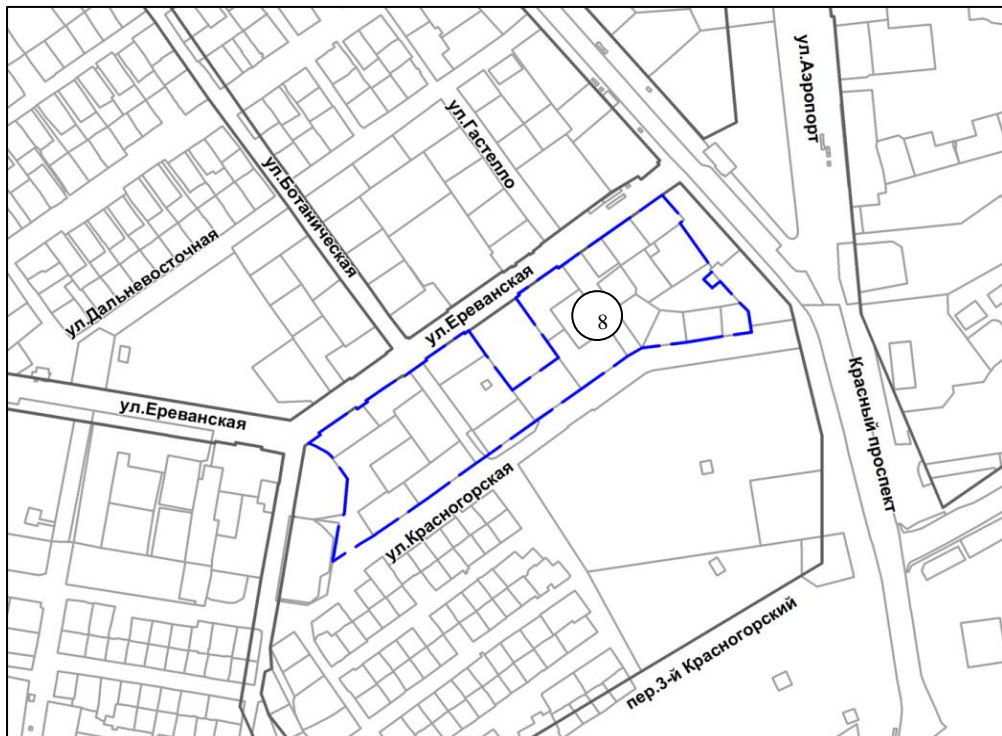 ул.Аэропорт
ул.Гастелло
ул.Ботаническая
ул.Дальневосточная
ул.Ереванская
8
ул.Ереванская
Красный проспект
ул.Красногорская
пер.3-й Красногорский